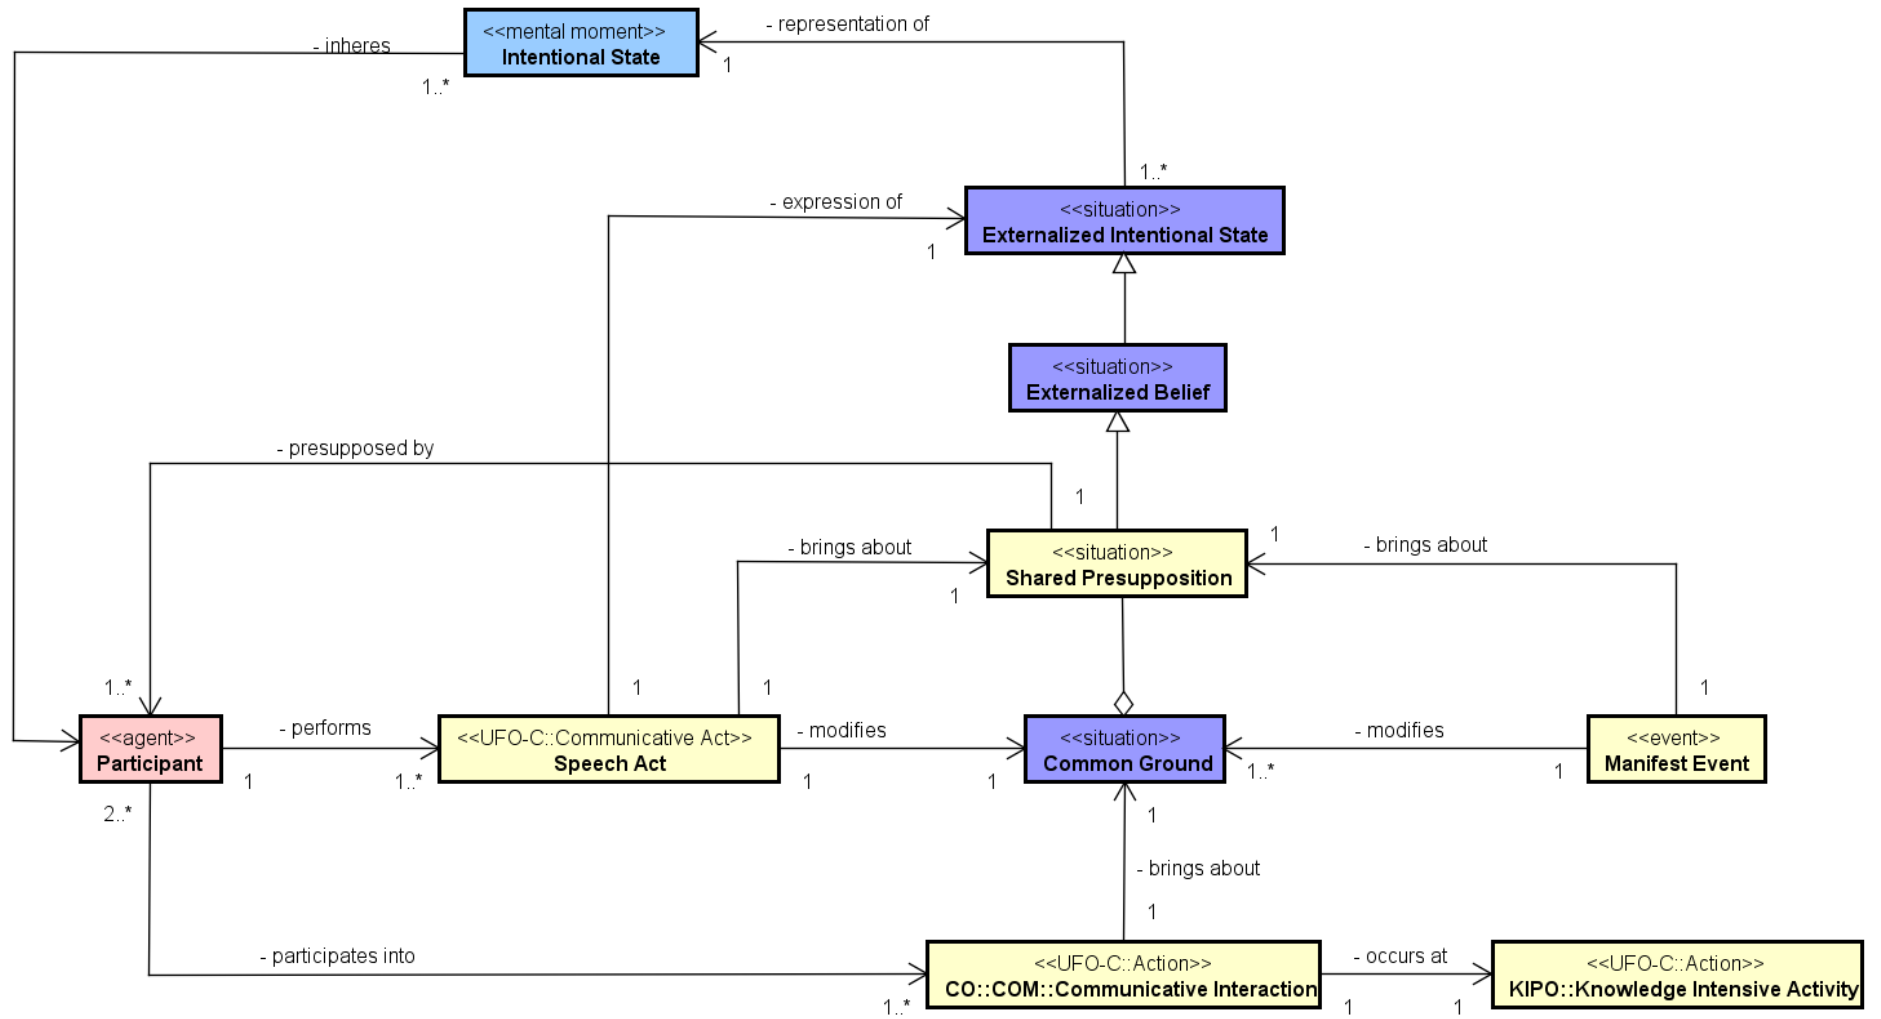 <<mental moment>>
Intentional State
- representation of
- inheres
1
1..*
1..*
<<situation>>
Externalized Intentional State
- expression of
1
<<situation>>
Externalized Belief
- presupposed by
1
<<situation>>
Shared Presupposition
- brings about
1
1
- brings about
1..*
1
1
1
<<agent>>
Participant
- performs
1
1..*
<<UFO-C::Communicative Act>>
Speech Act
- modifies
1
1
<<situation>>
Common Ground
- modifies
1..*
1
<<event>>
Manifest Event
2..*
1
- brings about
1
- participates into
1..*
<<UFO-C::Action>>
CO::COM::Communicative Interaction
- occurs at
1
1
<<UFO-C::Action>>
KIPO::Knowledge Intensive Activity